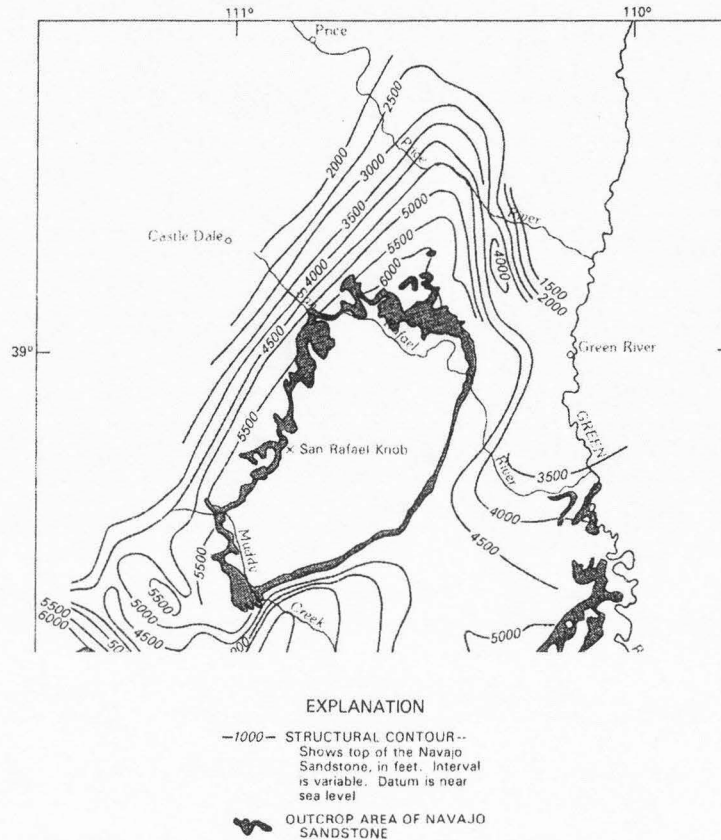 111°
110°
Price
2500
2000
3000
Price
3500
River
5000
Castle Dale
5500
4000
4000
6000
1500
2000
San
Rafael
39°
4500
Green River
5500
GREEN
San Rafael Knob
River
3500
4000
4500
Muddy
5500
5500
5500
6000
5000
4500
Creek
5000
EXPLANATION
—1000— STRUCTURAL CONTOUR--
Shows top of the Navajo
Sandstone, in feet. Interval
is variable. Datum is near
sea level
OUTCROP AREA OF NAVAJO
SANDSTONE